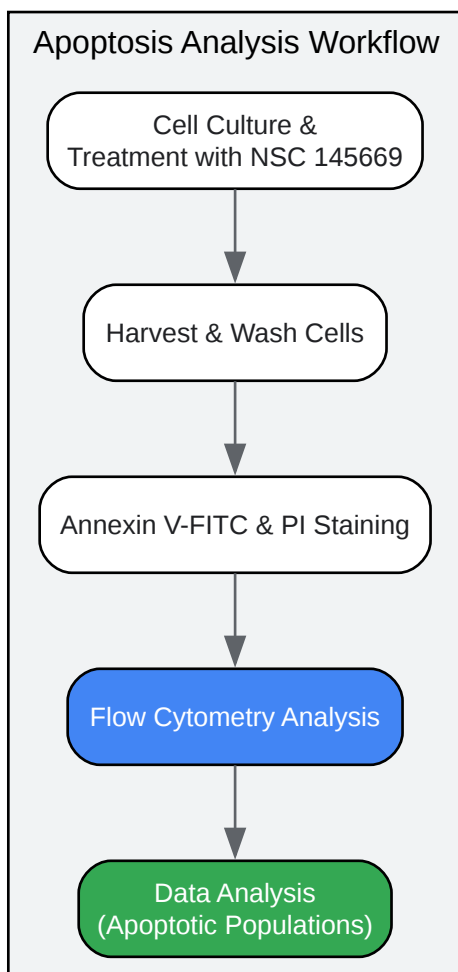 Apoptosis Analysis Workflow
Cell Culture &
Treatment with NSC 145669
Harvest & Wash Cells
Annexin V-FITC & PI Staining
Flow Cytometry Analysis
Data Analysis
(Apoptotic Populations)